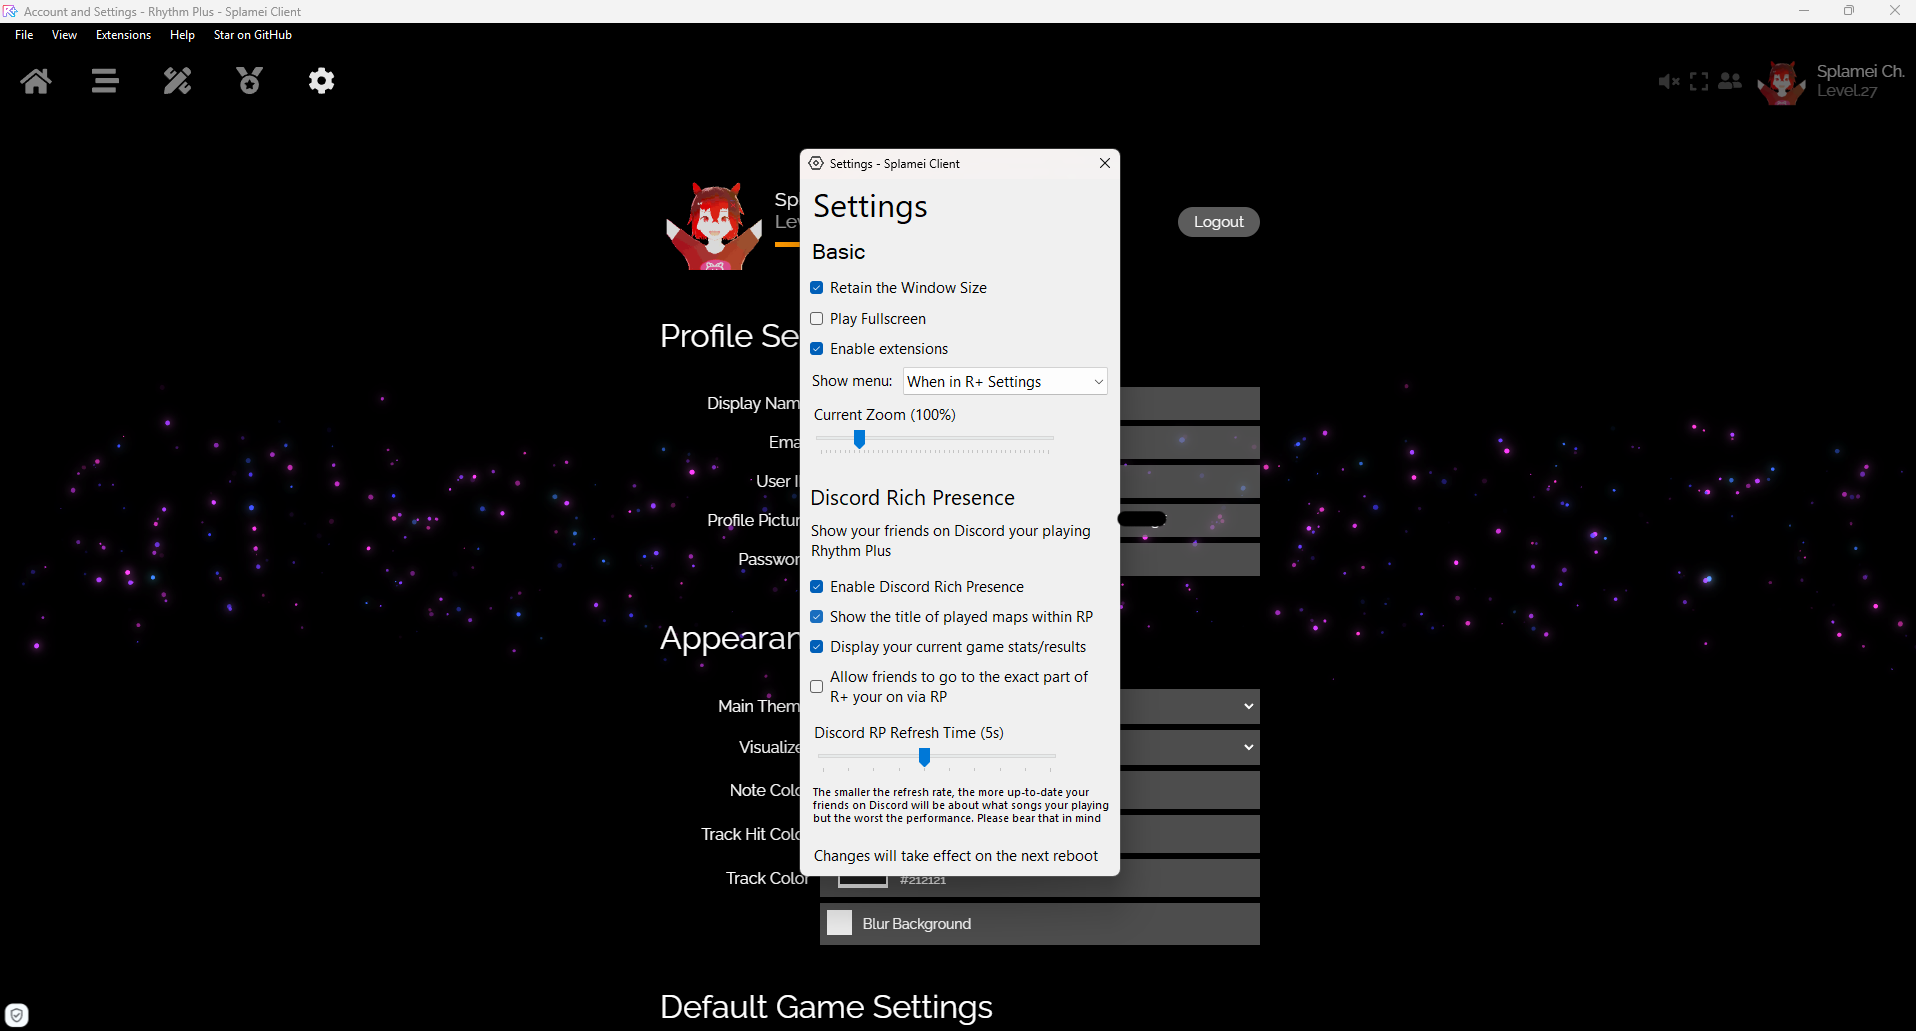 Account and Settings - Rhythm Plus - Splamei Client
File View Extensions Help Star on GitHub
Splamei Ch.
Level.27
Settings - Splamei Client
Settings
Basic
Retain the Window Size
Play Fullscreen
Enable extensions
Show menu: When in R+ Settings
Current Zoom (100%)
Discord Rich Presence
Show your friends on Discord your playing
Rhythm Plus
Enable Discord Rich Presence
Show the title of played maps within RP
Display your current game stats/results
Allow friends to go to the exact part of
R+ your on via RP
Discord RP Refresh Time (5s)
The smaller the refresh rate, the more up-to-date your
friends on Discord will be about what songs your playing
but the worst the performance. Please bear that in mind
Changes will take effect on the next reboot
Sp
Lev
Logout
Profile Se
Display Nam
Ema
User I
Profile Pictur
Passwor
Appearan
Main Them
Visualize
Note Colo
Track Hit Colo
Track Color #212121
Blur Background
Default Game Settings